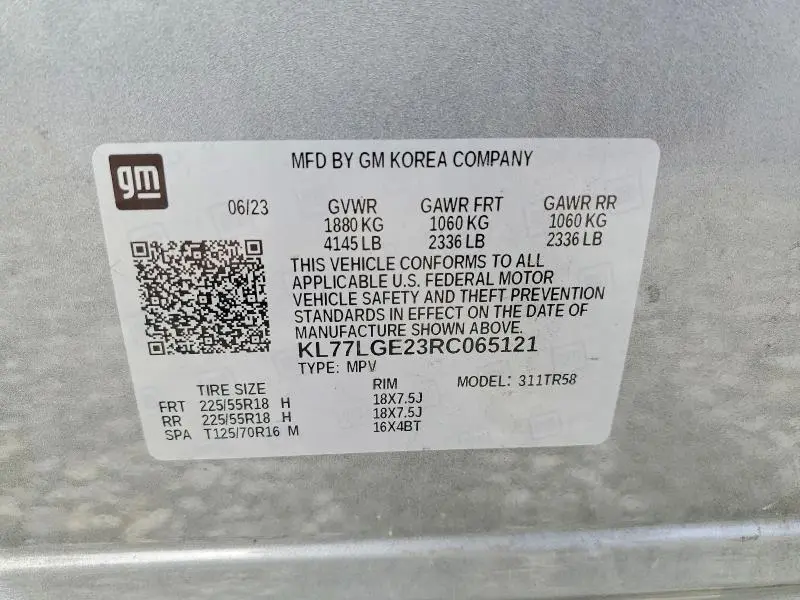 gm
MFD BY GM KOREA COMPANY
06/23 GVWR GAWR FRT GAWR RR
1880 KG 1060 KG 1060 KG
4145 LB 2336 LB 2336 LB
THIS VEHICLE CONFORMS TO ALL
APPLICABLE U.S. FEDERAL MOTOR
VEHICLE SAFETY AND THEFT PREVENTION
STANDARDS IN EFFECT ON THE DATE OF
MANUFACTURE SHOWN ABOVE.
KL77LGE23RC065121
TYPE: MPV
TIRE SIZE RIM MODEL: 311TR58
FRT 225/55R18 H 18X7.5J
RR 225/55R18 H 18X7.5J
SPA T125/70R16 M 16X4BT